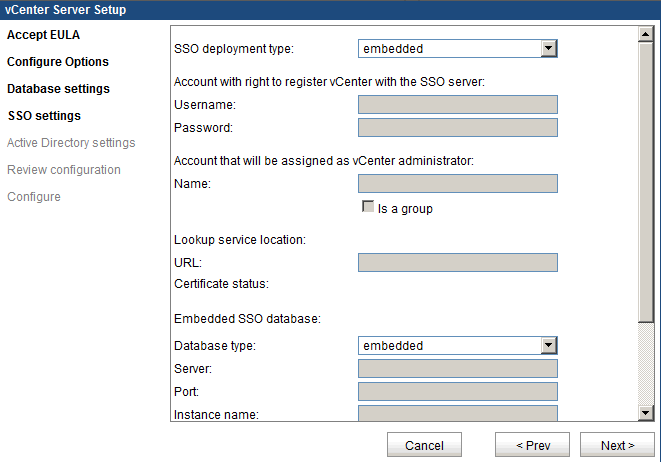 vCenter Server Setup
Accept EULA
Configure Options
Database settings
SSO settings
Active Directory settings
Review configuration
Configure
SSO deployment type: embedded
Account with right to register vCenter with the SSO server:
Username:
Password:
Account that will be assigned as vCenter administrator:
Name:
Is a group
Lookup service location:
URL:
Certificate status:
Embedded SSO database:
Database type: embedded
Server:
Port:
Instance name:
Cancel < Prev Next >